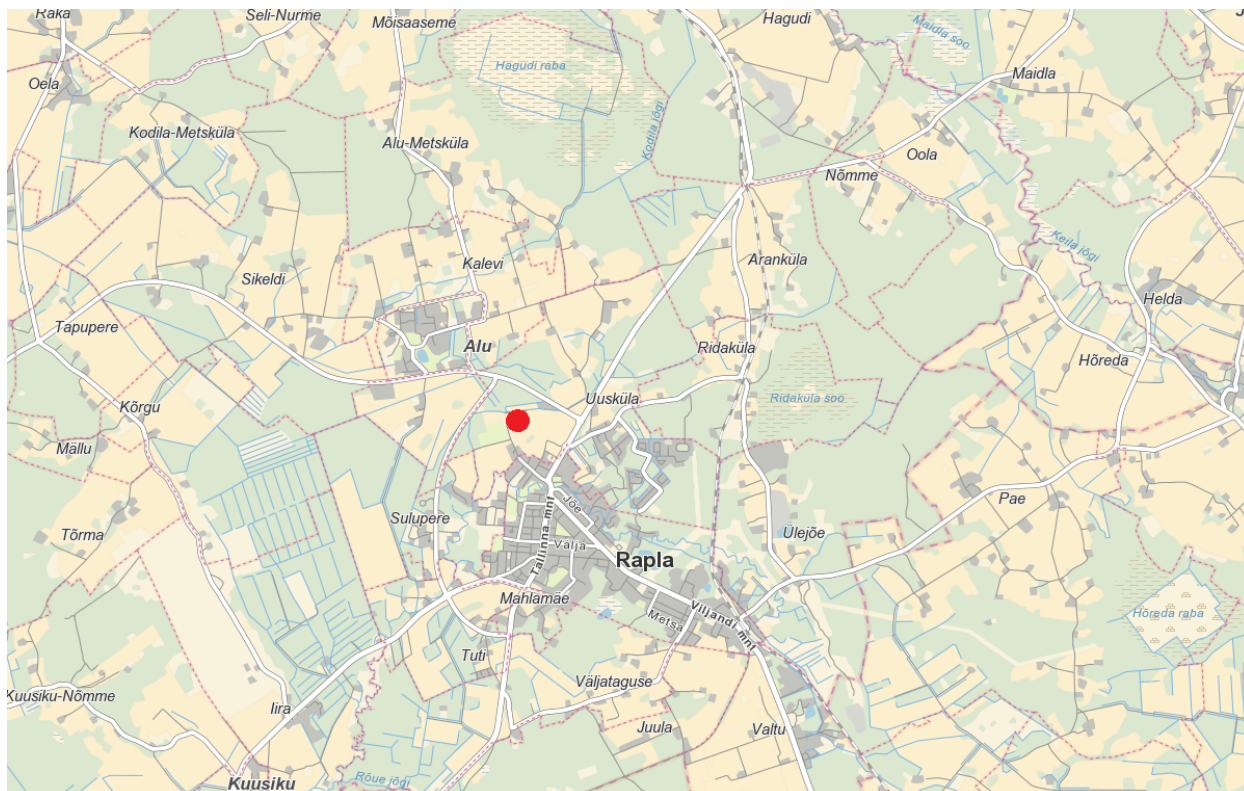 Raka
Seli-Nurme
Mõisaaseme
Hagudi
Maidla soo
Oela
Hagudi raba
Maidla
Kodila-Metsküla
Alu-Metsküla
Kodila jõgi
Oola
Nõmme
Keila jõgi
Kalevi
Aranküla
Sikeldi
Helda
Tapupere
Alu
Ridaküla
Hõreda
Kõrgu
Uusküla
Ridaküla soo
Mällu
Jõe
Pae
Sulupere
Tallinna mnt
Tõrma
Välja
Ülejõe
Rapla
Mahlamäe
Metsa
Viljandi mnt
Hõreda raba
Tuti
Väljataguse
Kuusiku-Nõmme
Iira
Juula
Valtu
Rõue jõgi
Kuusiku